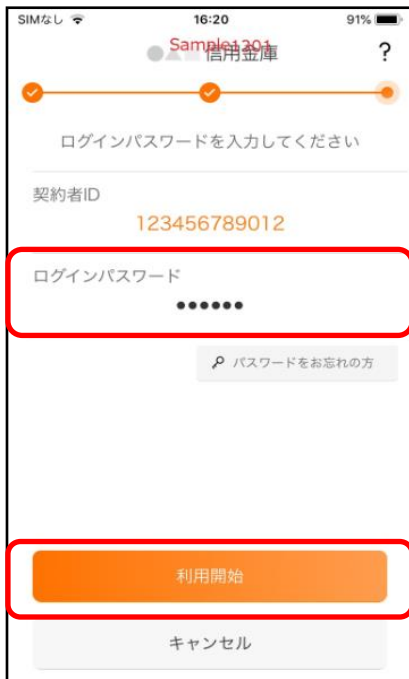 SIMなし 16:20 91%
Sample1201
●▲■信用金庫 ?
ログインパスワードを入力してください
契約者ID
123456789012
ログインパスワード
●●●●●●
パスワードをお忘れの方
利用開始
キャンセル